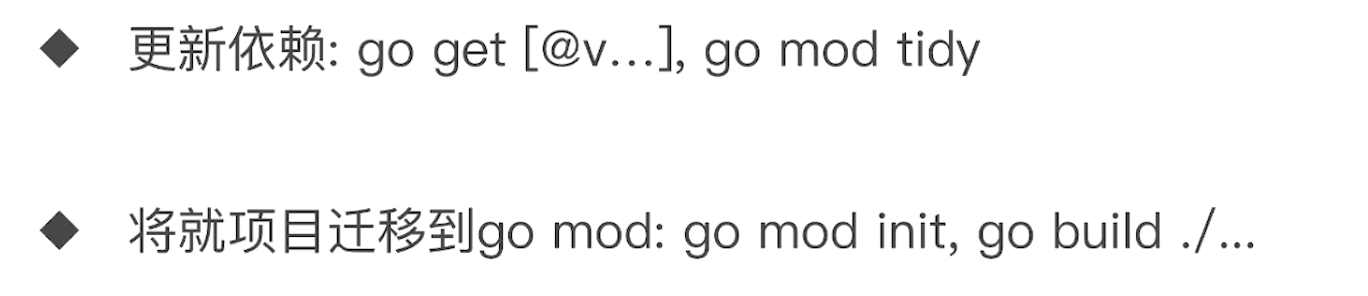 ◆ 更新依赖: go get [@v...], go mod tidy
◆ 将就项目迁移到go mod: go mod init, go build ./...